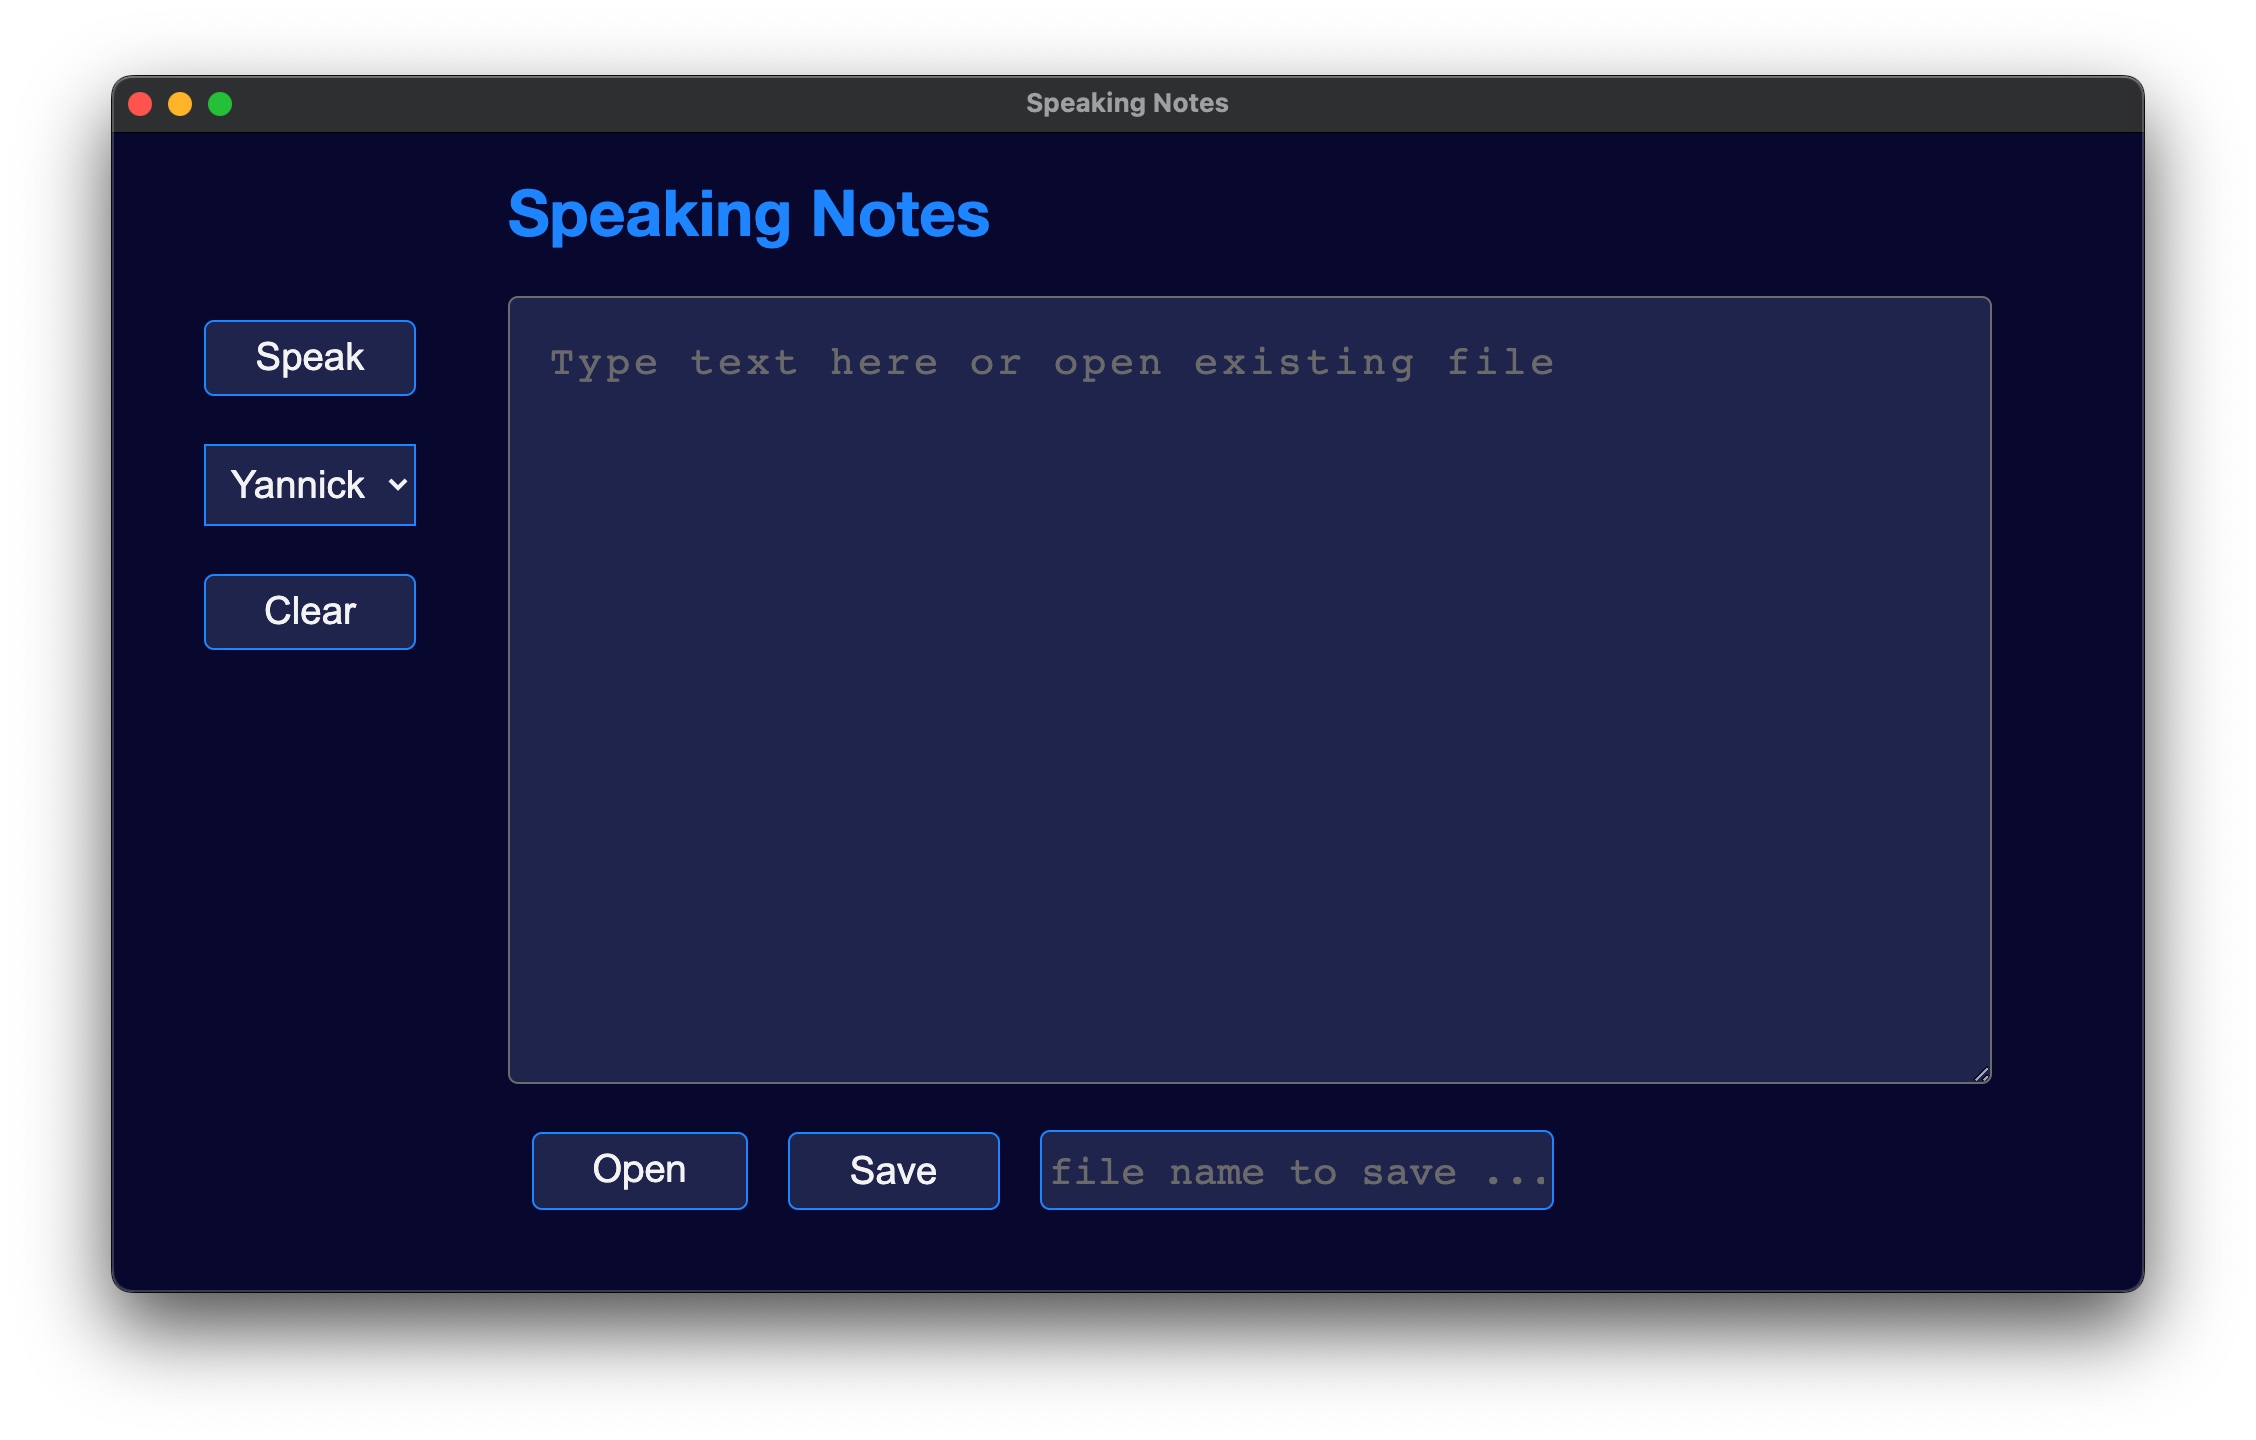 Speaking Notes
Speaking Notes
Speak
Type text here or open existing file
Yannick
Clear
Open
Save
file name to save ...